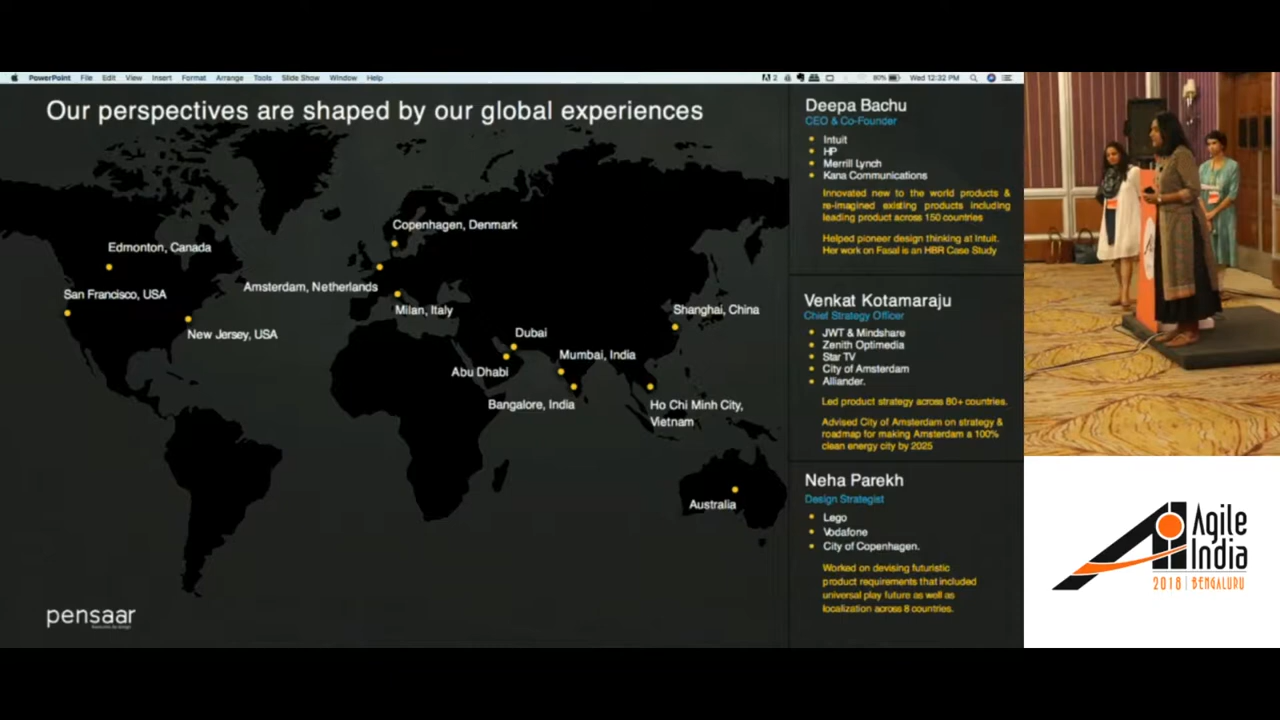 PowerPoint File Edit View Insert Format Arrange Tools Slide Show Window Help
2 80% Wed 12:32 PM
Our perspectives are shaped by our global experiences
Copenhagen, Denmark
Edmonton, Canada
Amsterdam, Netherlands
San Francisco, USA
Milan, Italy
Shanghai, China
New Jersey, USA
Dubai
Mumbai, India
Abu Dhabi
Bangalore, India
Ho Chi Minh City,
Vietnam
Australia
pensaar
Deepa Bachu
CEO & Co-Founder
Intuit
HP
Merrill Lynch
Kana Communications
Innovated new to the world products &
re-imagined existing products including
leading product across 150 countries
Helped pioneer design thinking at Intuit.
Her work on Fasal is an HBR Case Study
Venkat Kotamaraju
Chief Strategy Officer
JWT & Mindshare
Zenith Optimedia
Star TV
City of Amsterdam
Alliander.
Led product strategy across 80+ countries.
Advised City of Amsterdam on strategy &
roadmap for making Amsterdam a 100%
clean energy city by 2025
Neha Parekh
Design Strategist
Lego
Vodafone
City of Copenhagen.
Worked on devising futuristic
product requirements that included
universal play future as well as
localization across 8 countries.
Agile
India
2018 | BENGALURU